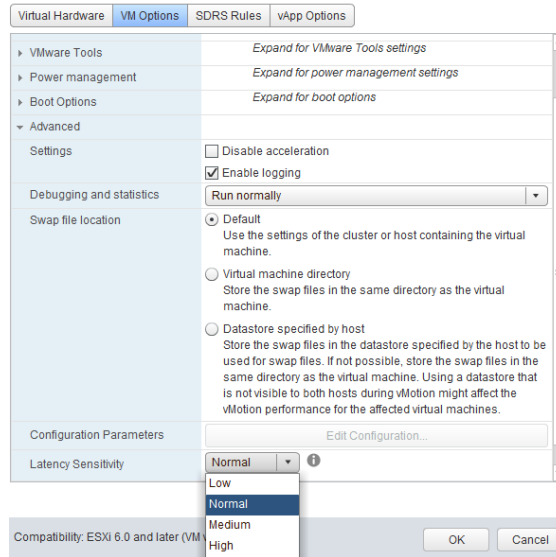 Virtual Hardware VM Options SDRS Rules vApp Options
VMware Tools Expand for VMware Tools settings
Power management Expand for power management settings
Boot Options Expand for boot options
Advanced
Settings Disable acceleration
Enable logging
Debugging and statistics Run normally
Swap file location Default
Use the settings of the cluster or host containing the virtual
machine.
Virtual machine directory
Store the swap files in the same directory as the virtual
machine.
Datastore specified by host
Store the swap files in the datastore specified by the host to be
used for swap files. If not possible, store the swap files in the
same directory as the virtual machine. Using a datastore that
is not visible to both hosts during vMotion might affect the
vMotion performance for the affected virtual machines.
Configuration Parameters Edit Configuration...
Latency Sensitivity Normal
Low
Normal
Medium
High
Compatibility: ESXi 6.0 and later (VM OK Cancel